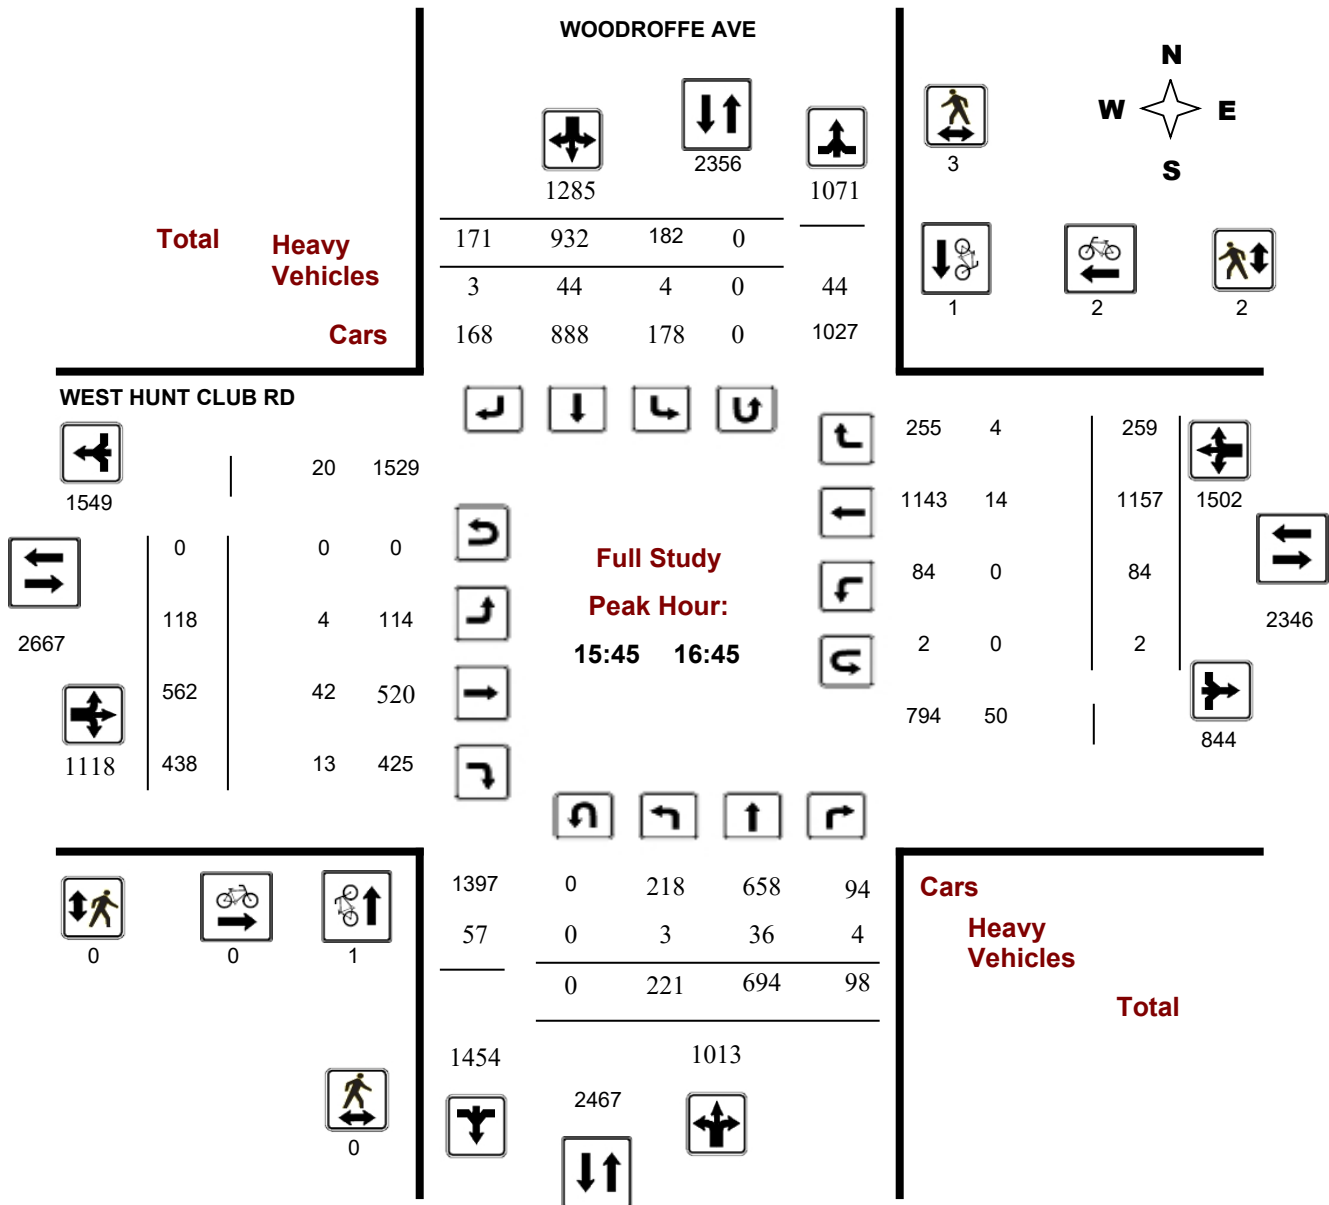 WOODROFFE AVE
N
W E
S
2356
3
1285 1071
Total
Heavy
Vehicles
Cars
171 932 182 0
3 44 4 0 44
168 888 178 0 1027
1 2 2
WEST HUNT CLUB RD
1549
20 1529
0 0 0
118 4 114
2667
562 42 520
1118
438 13 425
Full Study
Peak Hour:
15:45 16:45
255 4 259
1143 14 1157 1502
84 0 84
2346
2 0 2
794 50
844
0 0 1
0
1397 0 218 658 94
57 0 3 36 4
0 221 694 98
1454 1013
2467
Cars
Heavy
Vehicles
Total